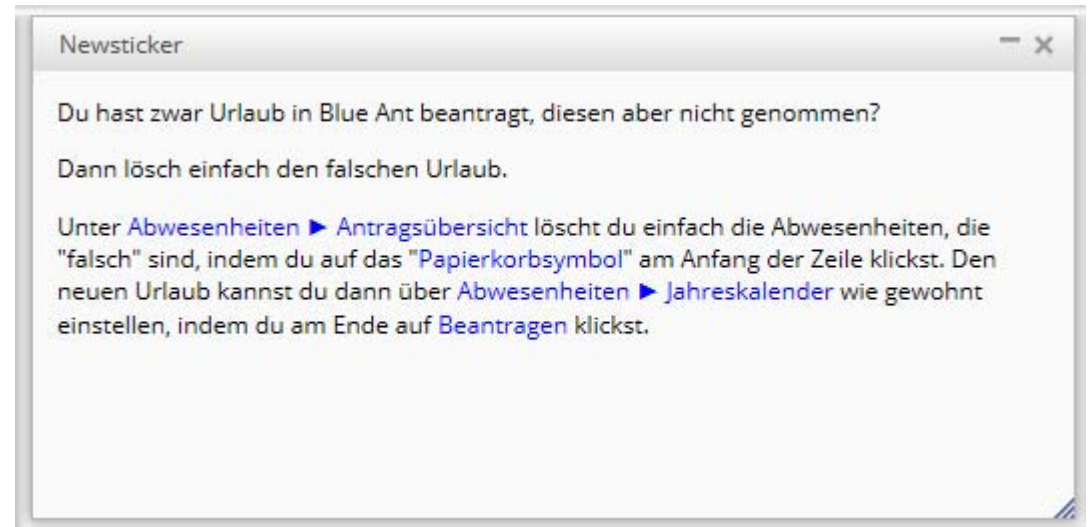 Newsticker
Du hast zwar Urlaub in Blue Ant beantragt, diesen aber nicht genommen?
Dann lösch einfach den falschen Urlaub.
Unter Abwesenheiten ► Antragsübersicht löscht du einfach die Abwesenheiten, die
"falsch" sind, indem du auf das "Papierkorbsymbol" am Anfang der Zeile klickst. Den
neuen Urlaub kannst du dann über Abwesenheiten ► Jahreskalender wie gewohnt
einstellen, indem du am Ende auf Beantragen klickst.